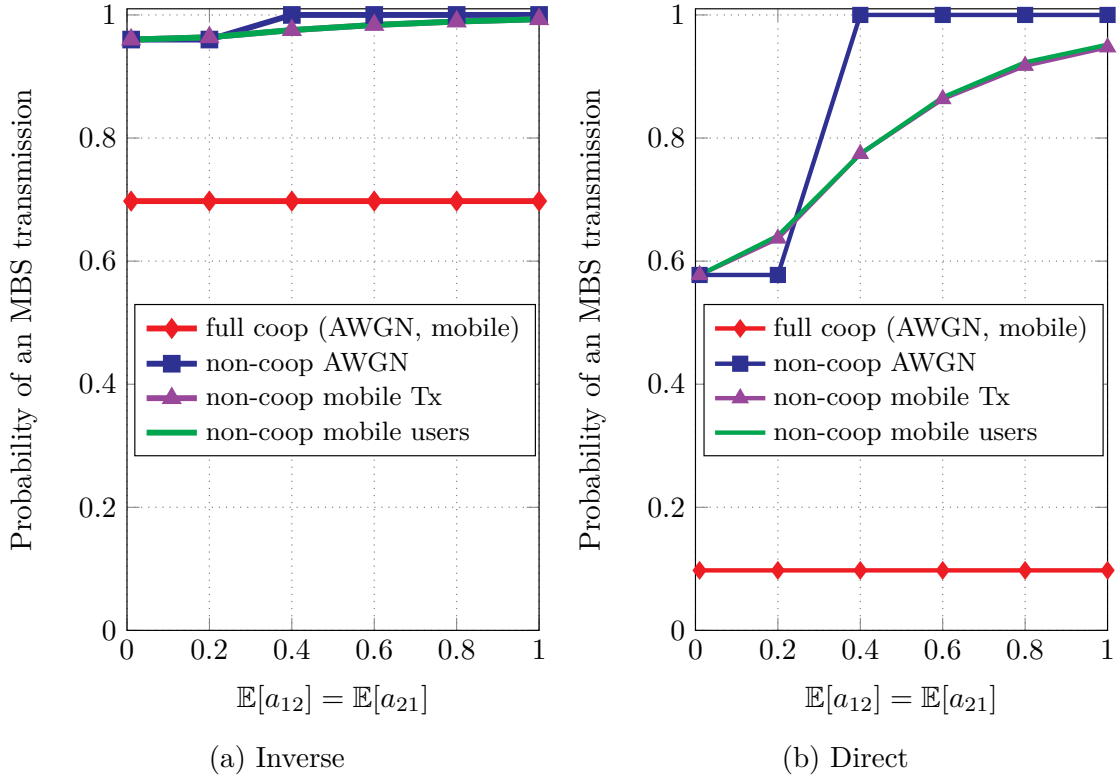 Probability of an MBS transmission
1
0.8
0.6
0.4
0.2
0
0 0.2 0.4 0.6 0.8 1
full coop (AWGN, mobile)
non-coop AWGN
non-coop mobile Tx
non-coop mobile users
𝔼[a₁₂] = 𝔼[a₂₁]
(a) Inverse
Probability of an MBS transmission
1
0.8
0.6
0.4
0.2
0
0 0.2 0.4 0.6 0.8 1
full coop (AWGN, mobile)
non-coop AWGN
non-coop mobile Tx
non-coop mobile users
𝔼[a₁₂] = 𝔼[a₂₁]
(b) Direct